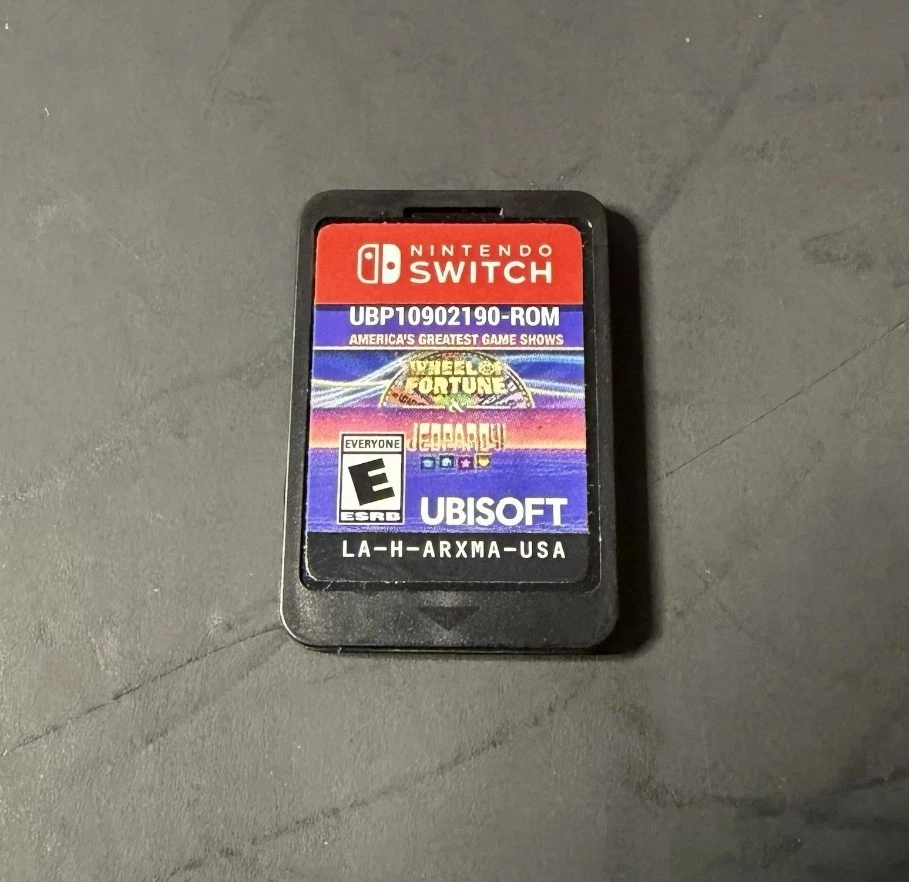 NINTENDO
SWITCH
UBP10902190-ROM
AMERICA'S GREATEST GAME SHOWS
WHEEL OF
FORTUNE
&
JEOPARDY!
EVERYONE
E
ESRB
UBISOFT
LA-H-ARXMA-USA